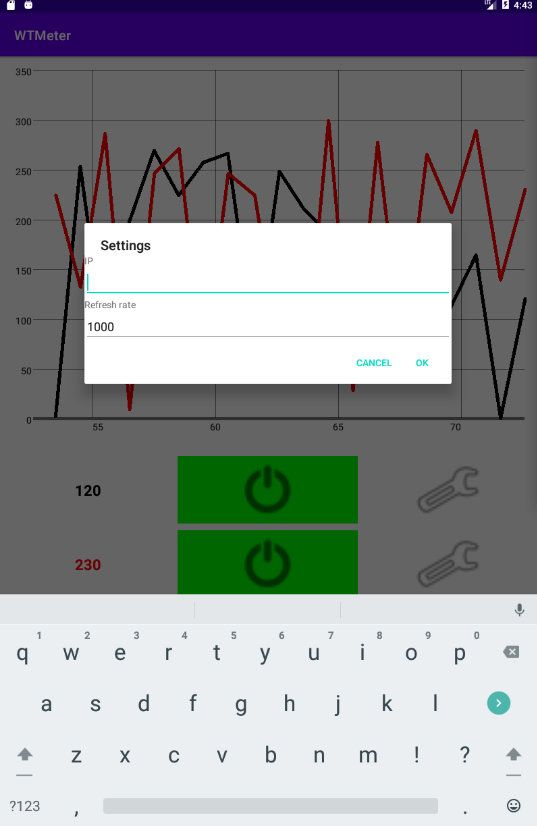 LTE 4:43
WTMeter
350
300
250
200
150
100
50
0
55 60 65 70
Settings
IP
Refresh rate
1000
CANCEL OK
120
230
1 2 3 4 5 6 7 8 9 0
q w e r t y u i o p
a s d f g h j k l
z x c v b n m ! ?
?123 , .